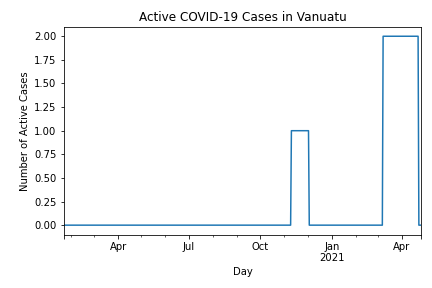 Active COVID-19 Cases in Vanuatu
Number of Active Cases
2.00
1.75
1.50
1.25
1.00
0.75
0.50
0.25
0.00
Apr Jul Oct Jan Apr
2021
Day